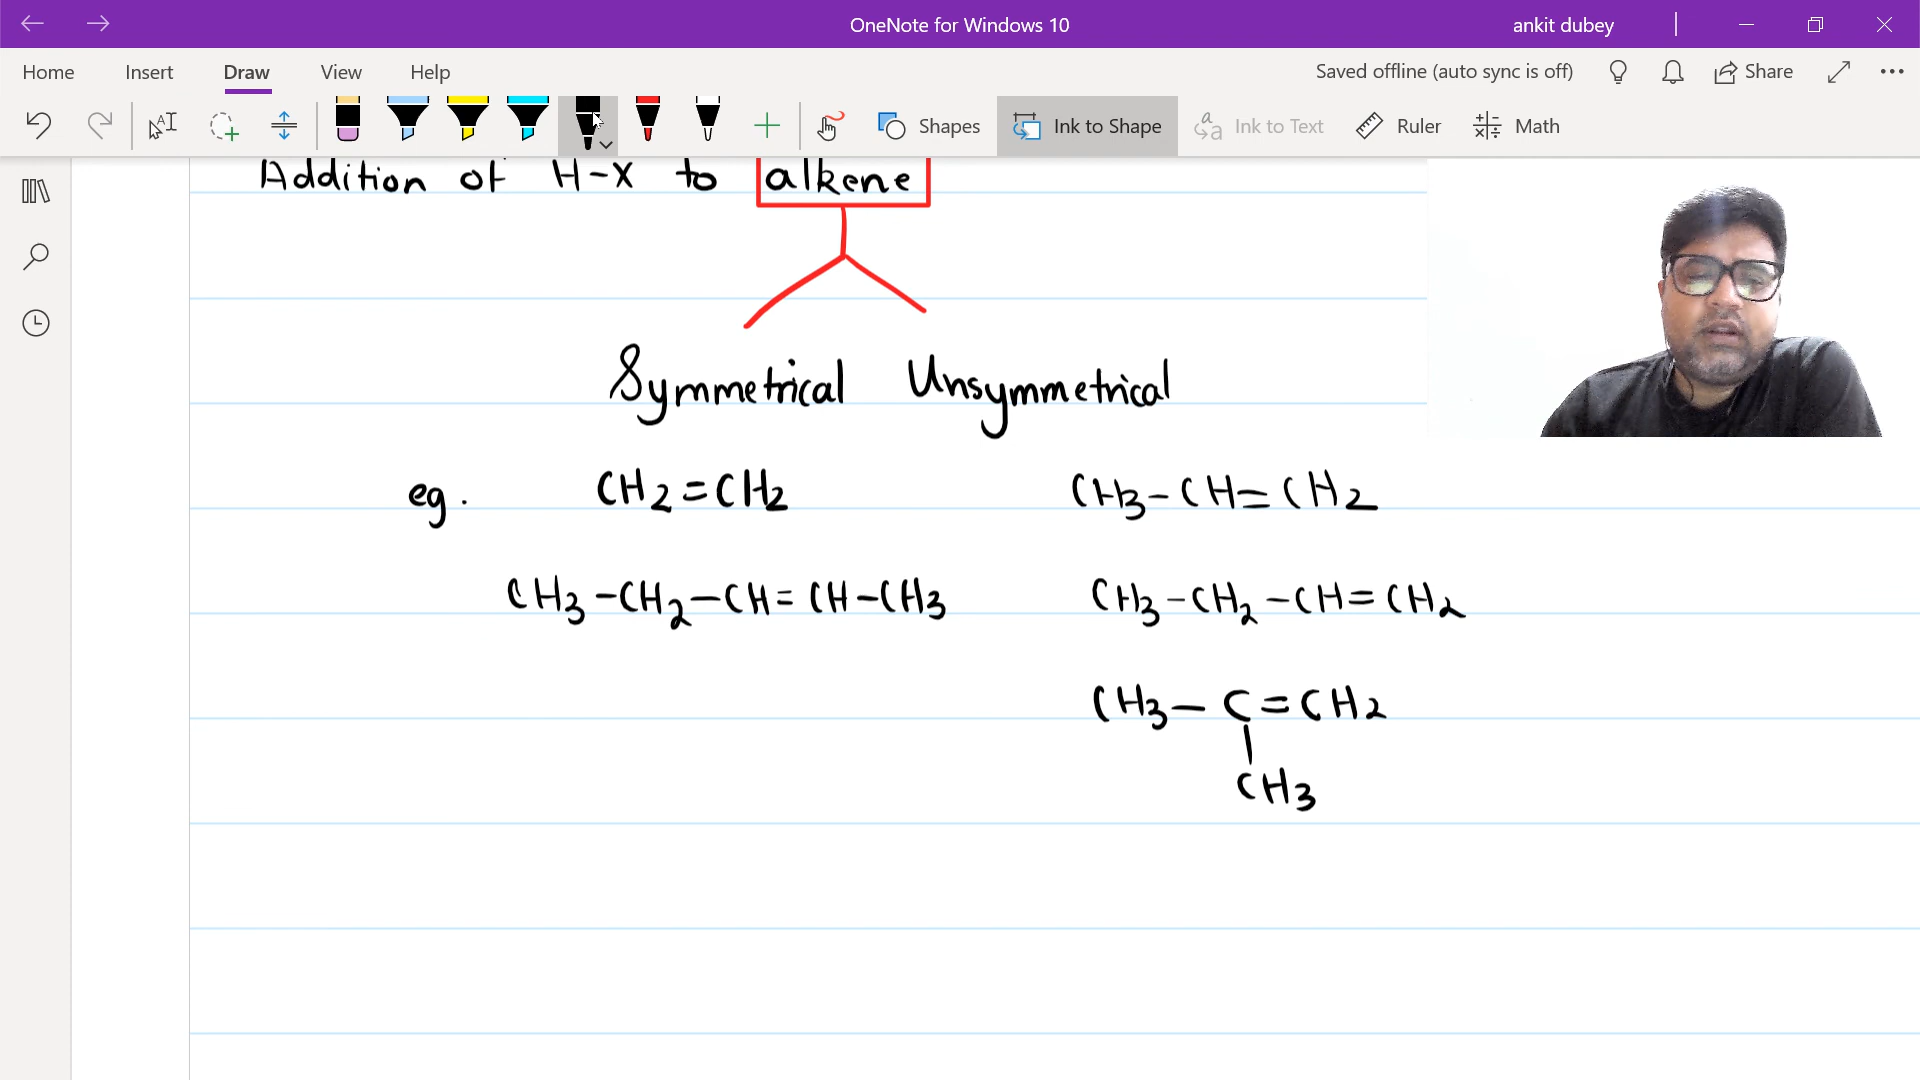 OneNote for Windows 10
ankit dubey
Home Insert Draw View Help
Saved offline (auto sync is off) Share
Shapes Ink to Shape Ink to Text Ruler Math
Addition of H-X to alkene
Symmetrical Unsymmetrical
eg. CH2=CH2 CH3-CH=CH2
CH3-CH2-CH=CH-CH3 CH3-CH2-CH=CH2
CH3-C=CH2
CH3